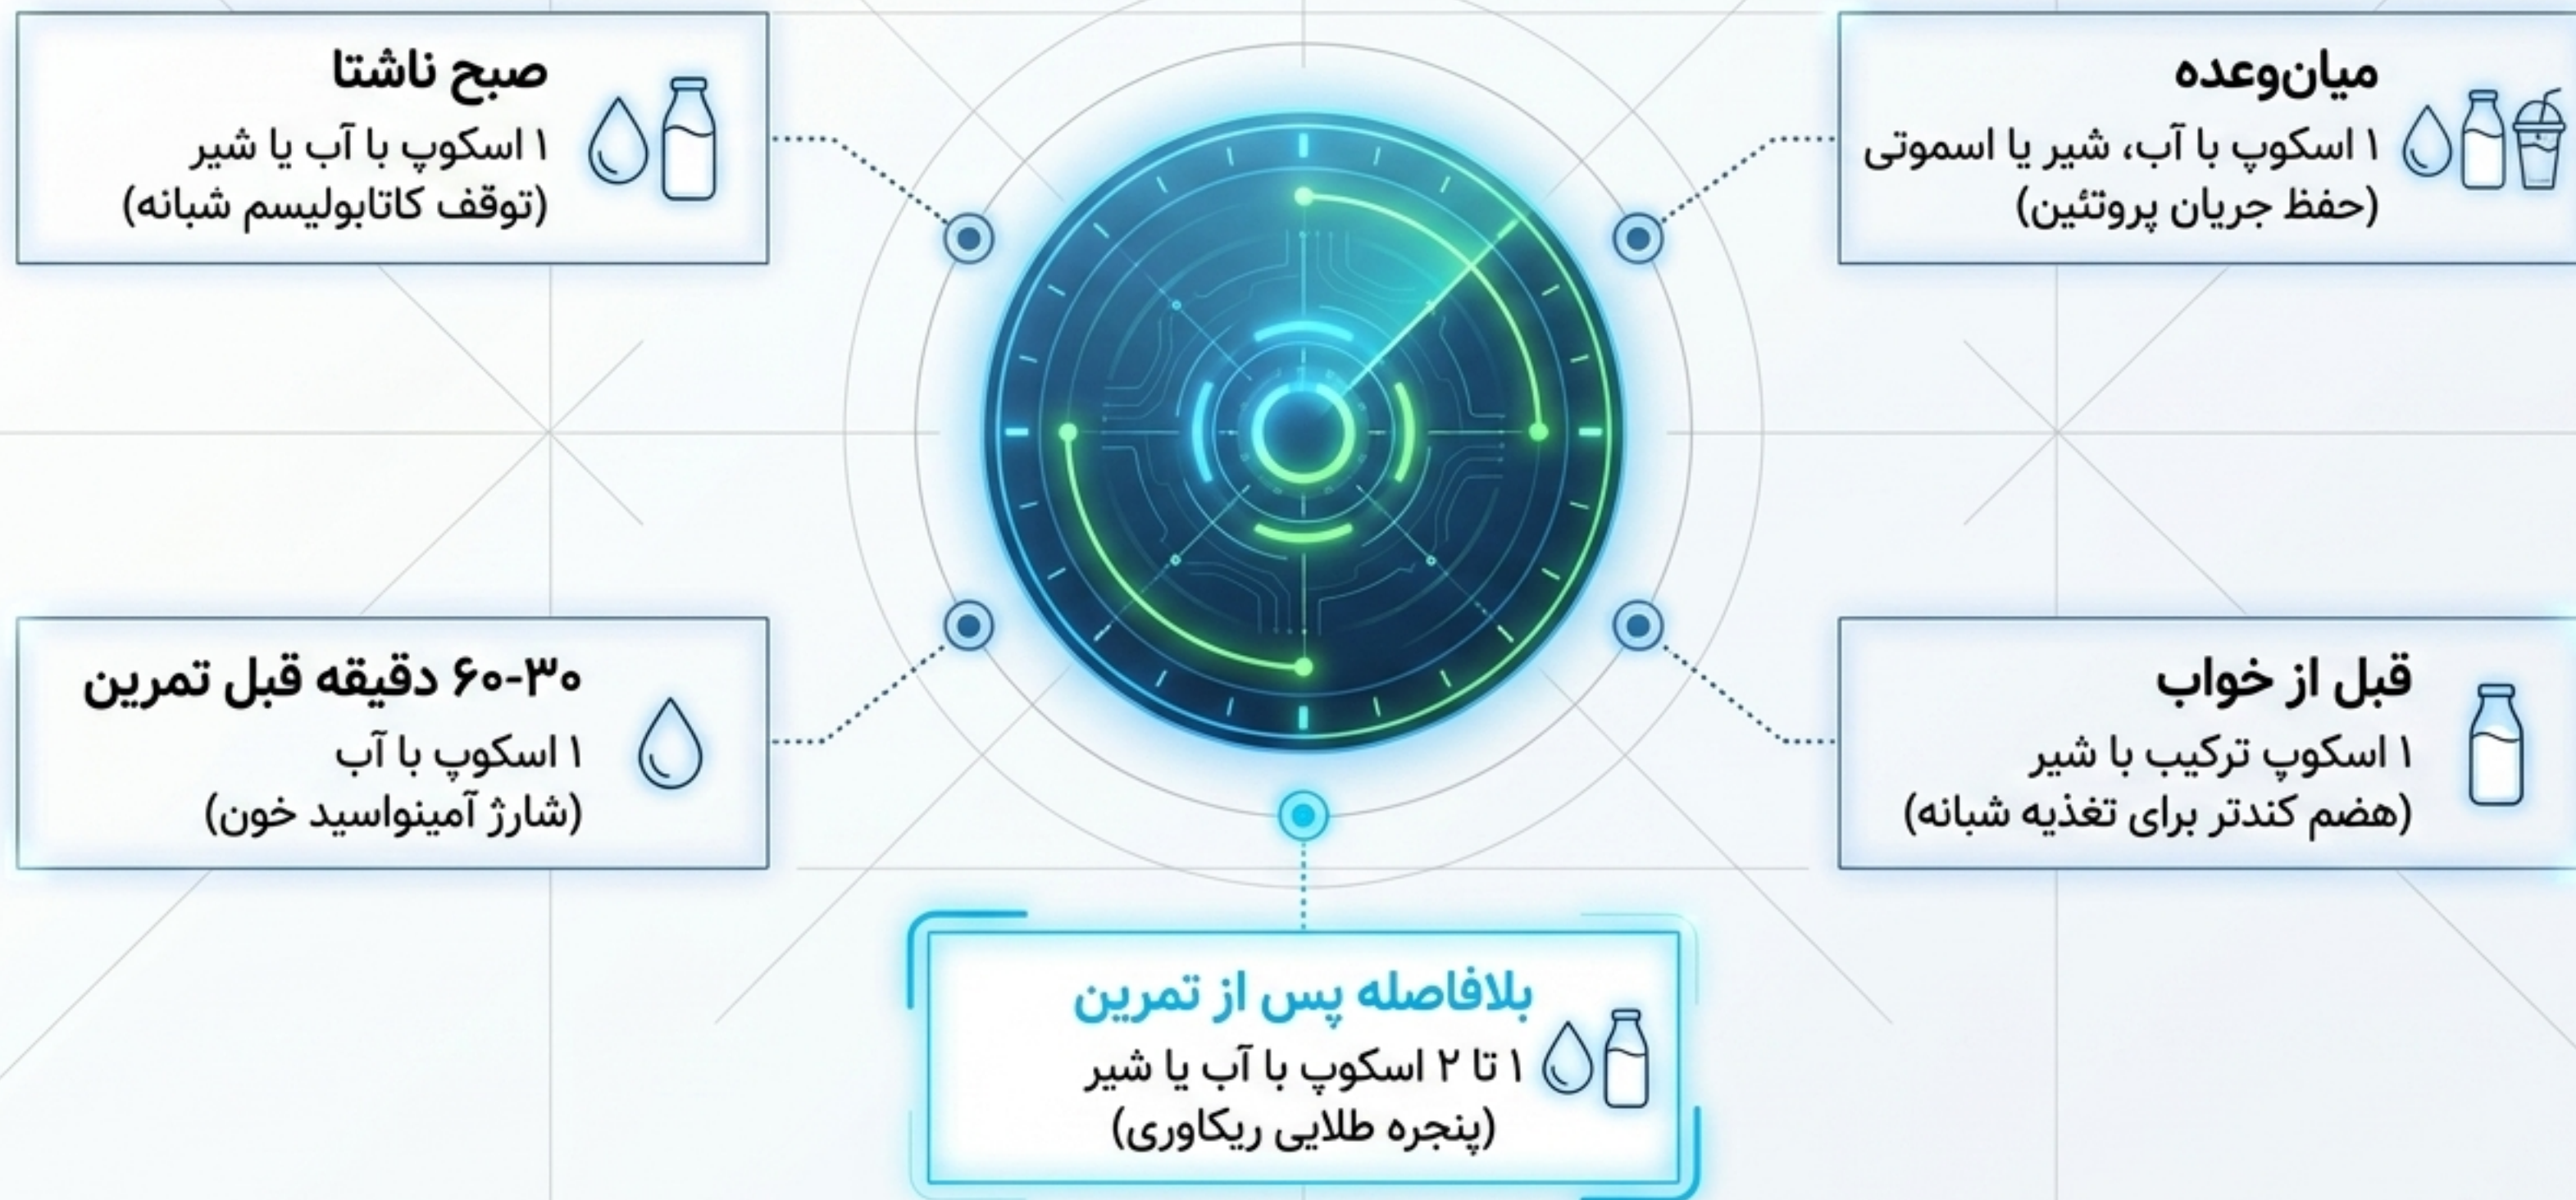 میان‌وعده
۱ اسکوپ با آب، شیر یا اسموتی
(حفظ جریان پروتئین)
صبح ناشتا
۱ اسکوپ با آب یا شیر
(توقف کاتابولیسم شبانه)
قبل از خواب
۱ اسکوپ ترکیب با شیر
(هضم کندتر برای تغذیه شبانه)
۳۰-۶۰ دقیقه قبل تمرین
۱ اسکوپ با آب
(شارژ آمینواسید خون)
بلافاصله پس از تمرین
۱ تا ۲ اسکوپ با آب یا شیر
(پنجره طلایی ریکاوری)